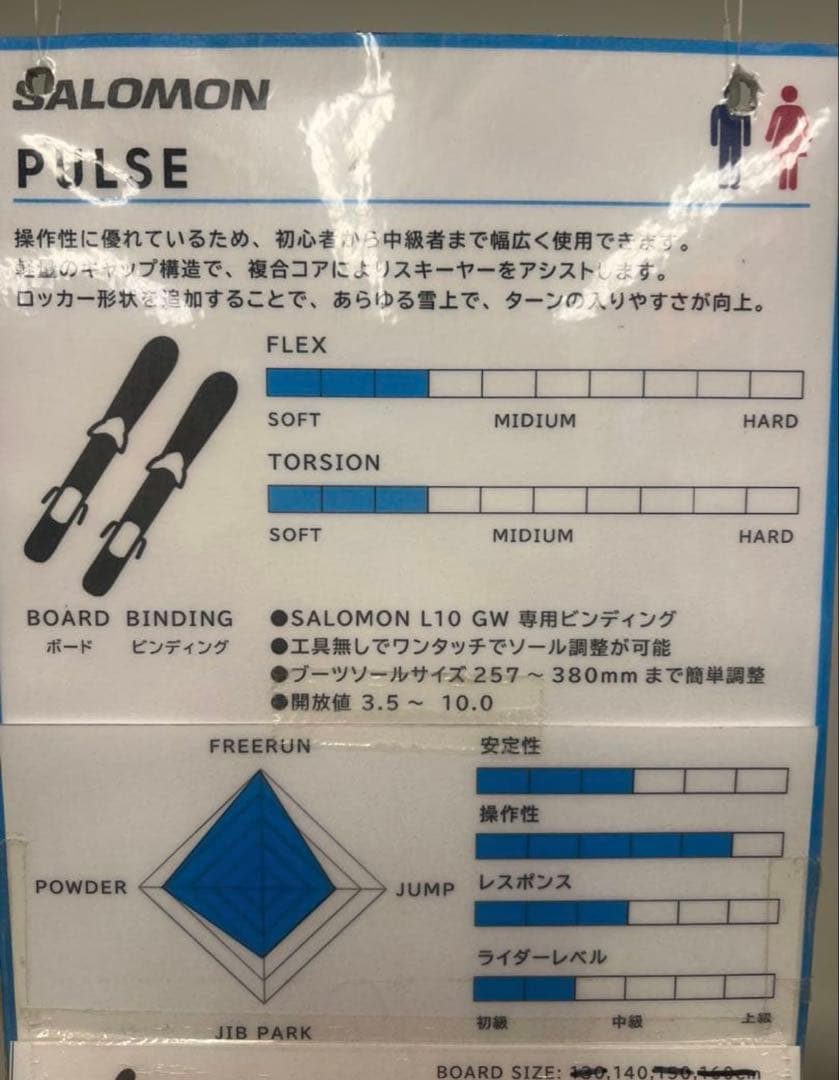 SALOMON
PULSE
操作性に優れているため、初心者から中級者まで幅広く使用できます。
軽量のキャップ構造で、複合コアによりスキーヤーをアシストします。
ロッカー形状を追加することで、あらゆる雪上で、ターンの入りやすさが向上。
FLEX
SOFT MIDIUM HARD
TORSION
SOFT MIDIUM HARD
BOARD BINDING
ボード ビンディング
●SALOMON L10 GW 専用ビンディング
●工具無しでワンタッチでソール調整が可能
●ブーツソールサイズ 257 ~ 380mm まで簡単調整
●開放値 3.5 ~ 10.0
FREERUN
POWDER
JUMP
JIB PARK
安定性
操作性
レスポンス
ライダーレベル
初級 中級 上級
BOARD SIZE: 130,140,150,160cm